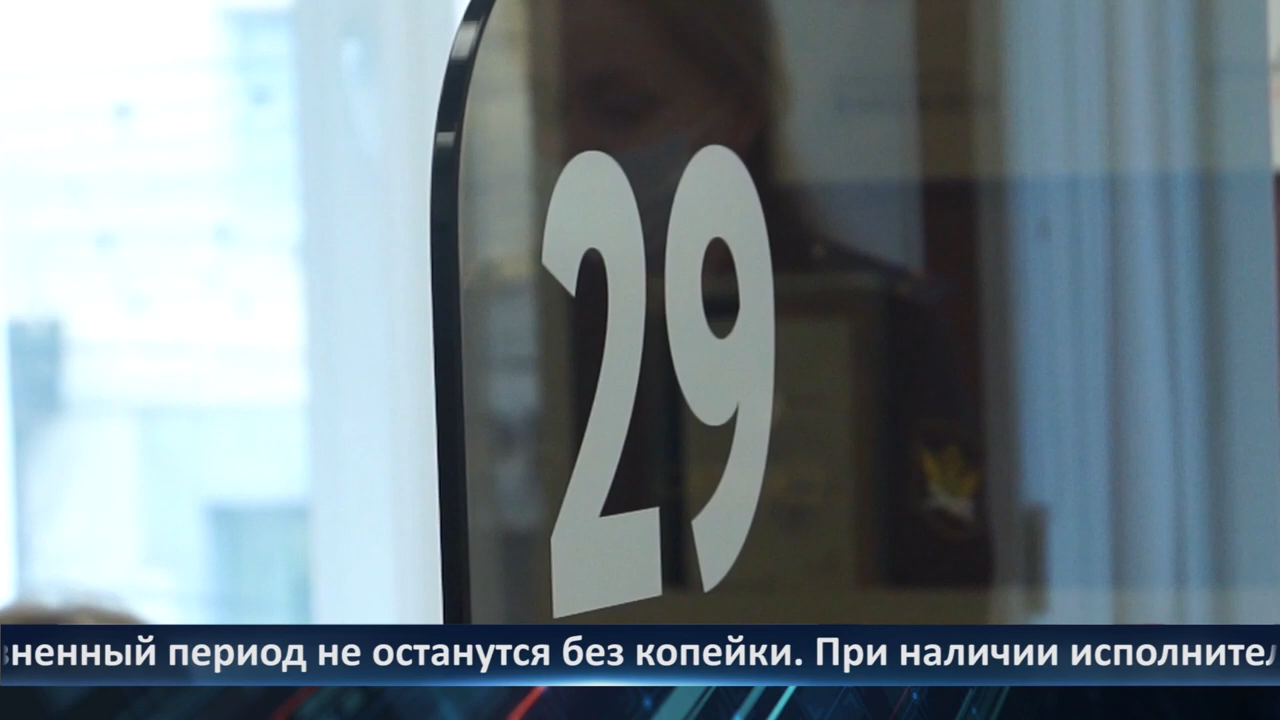 29
зненный период не останутся без копейки. При наличии исполнител